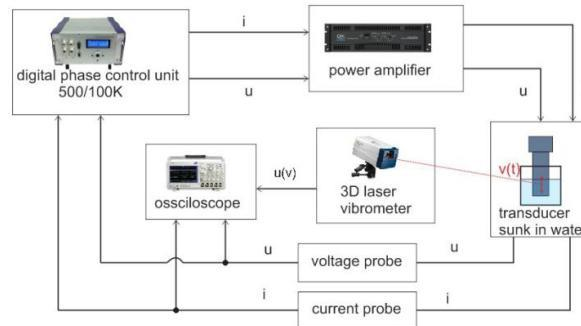 i
digital phase control unit
500/100K
u
power amplifier
u
u(v)
ossciloscope
3D laser
vibrometer
v(t)
transducer
sunk in water
u
voltage probe
u
i
current probe
i